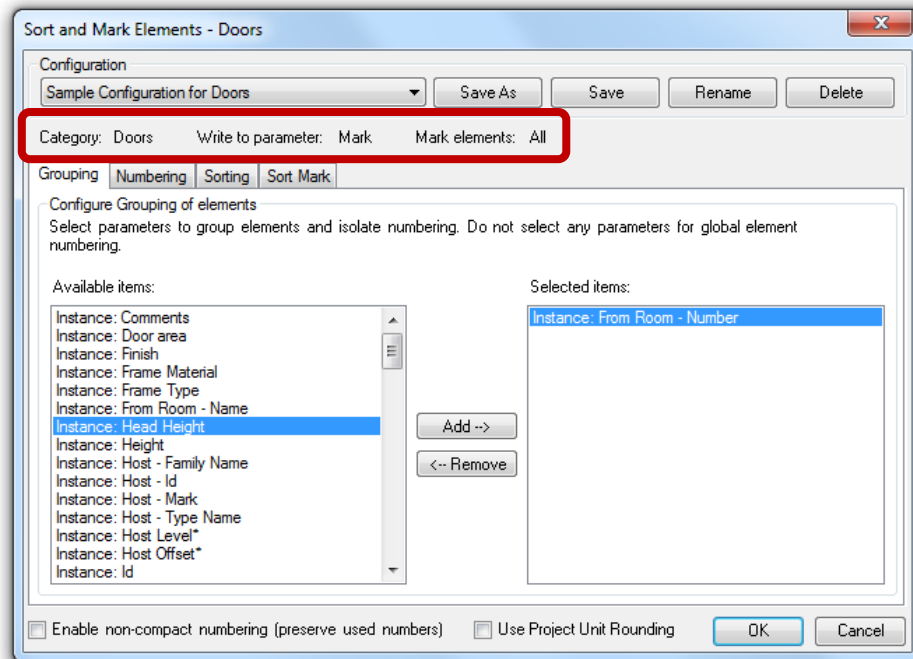 Sort and Mark Elements - Doors
Configuration
Sample Configuration for Doors Save As Save Rename Delete
Category: Doors Write to parameter: Mark Mark elements: All
Grouping Numbering Sorting Sort Mark
Configure Grouping of elements
Select parameters to group elements and isolate numbering. Do not select any parameters for global element
numbering.
Available items:
Instance: Comments
Instance: Door area
Instance: Finish
Instance: Frame Material
Instance: Frame Type
Instance: From Room - Name
Instance: Head Height
Instance: Height
Instance: Host - Family Name
Instance: Host - Id
Instance: Host - Mark
Instance: Host - Type Name
Instance: Host Level*
Instance: Host Offset*
Instance: Id
Add -->
<-- Remove
Selected items:
Instance: From Room - Number
Enable non-compact numbering (preserve used numbers) Use Project Unit Rounding OK Cancel